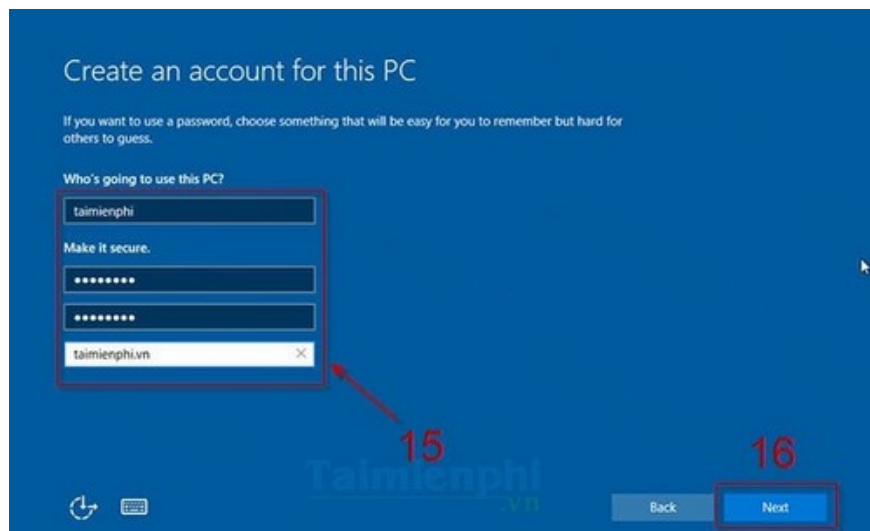 Create an account for this PC
If you want to use a password, choose something that will be easy for you to remember but hard for
others to guess.
Who's going to use this PC?
taimienphi
Make it secure.
••••••••
••••••••
taimienphi.vn
15
16
Taimienphi
.vn
Back
Next